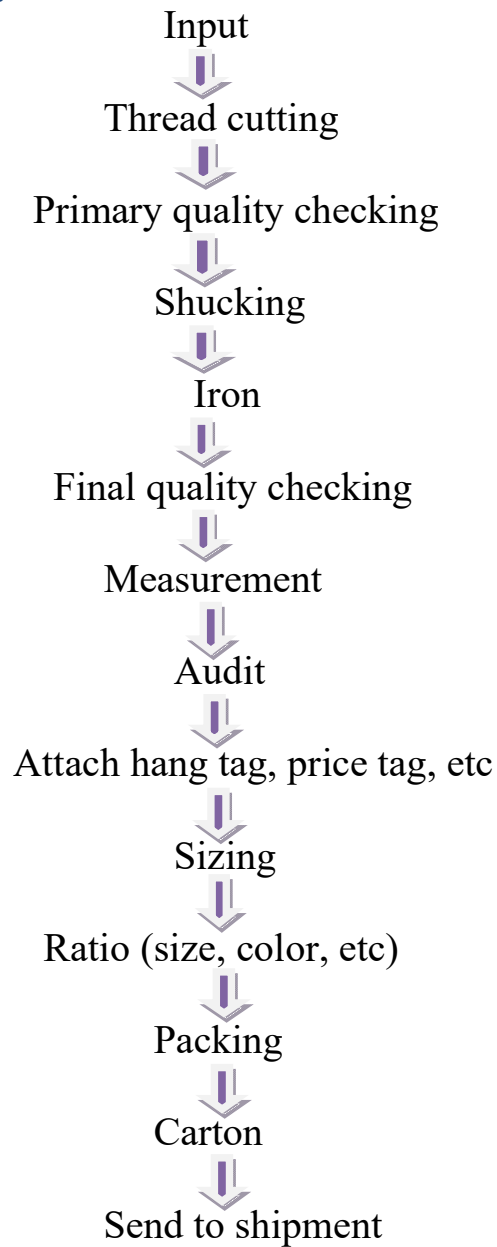 Input
Thread cutting
Primary quality checking
Shucking
Iron
Final quality checking
Measurement
Audit
Attach hang tag, price tag, etc
Sizing
Ratio (size, color, etc)
Packing
Carton
Send to shipment